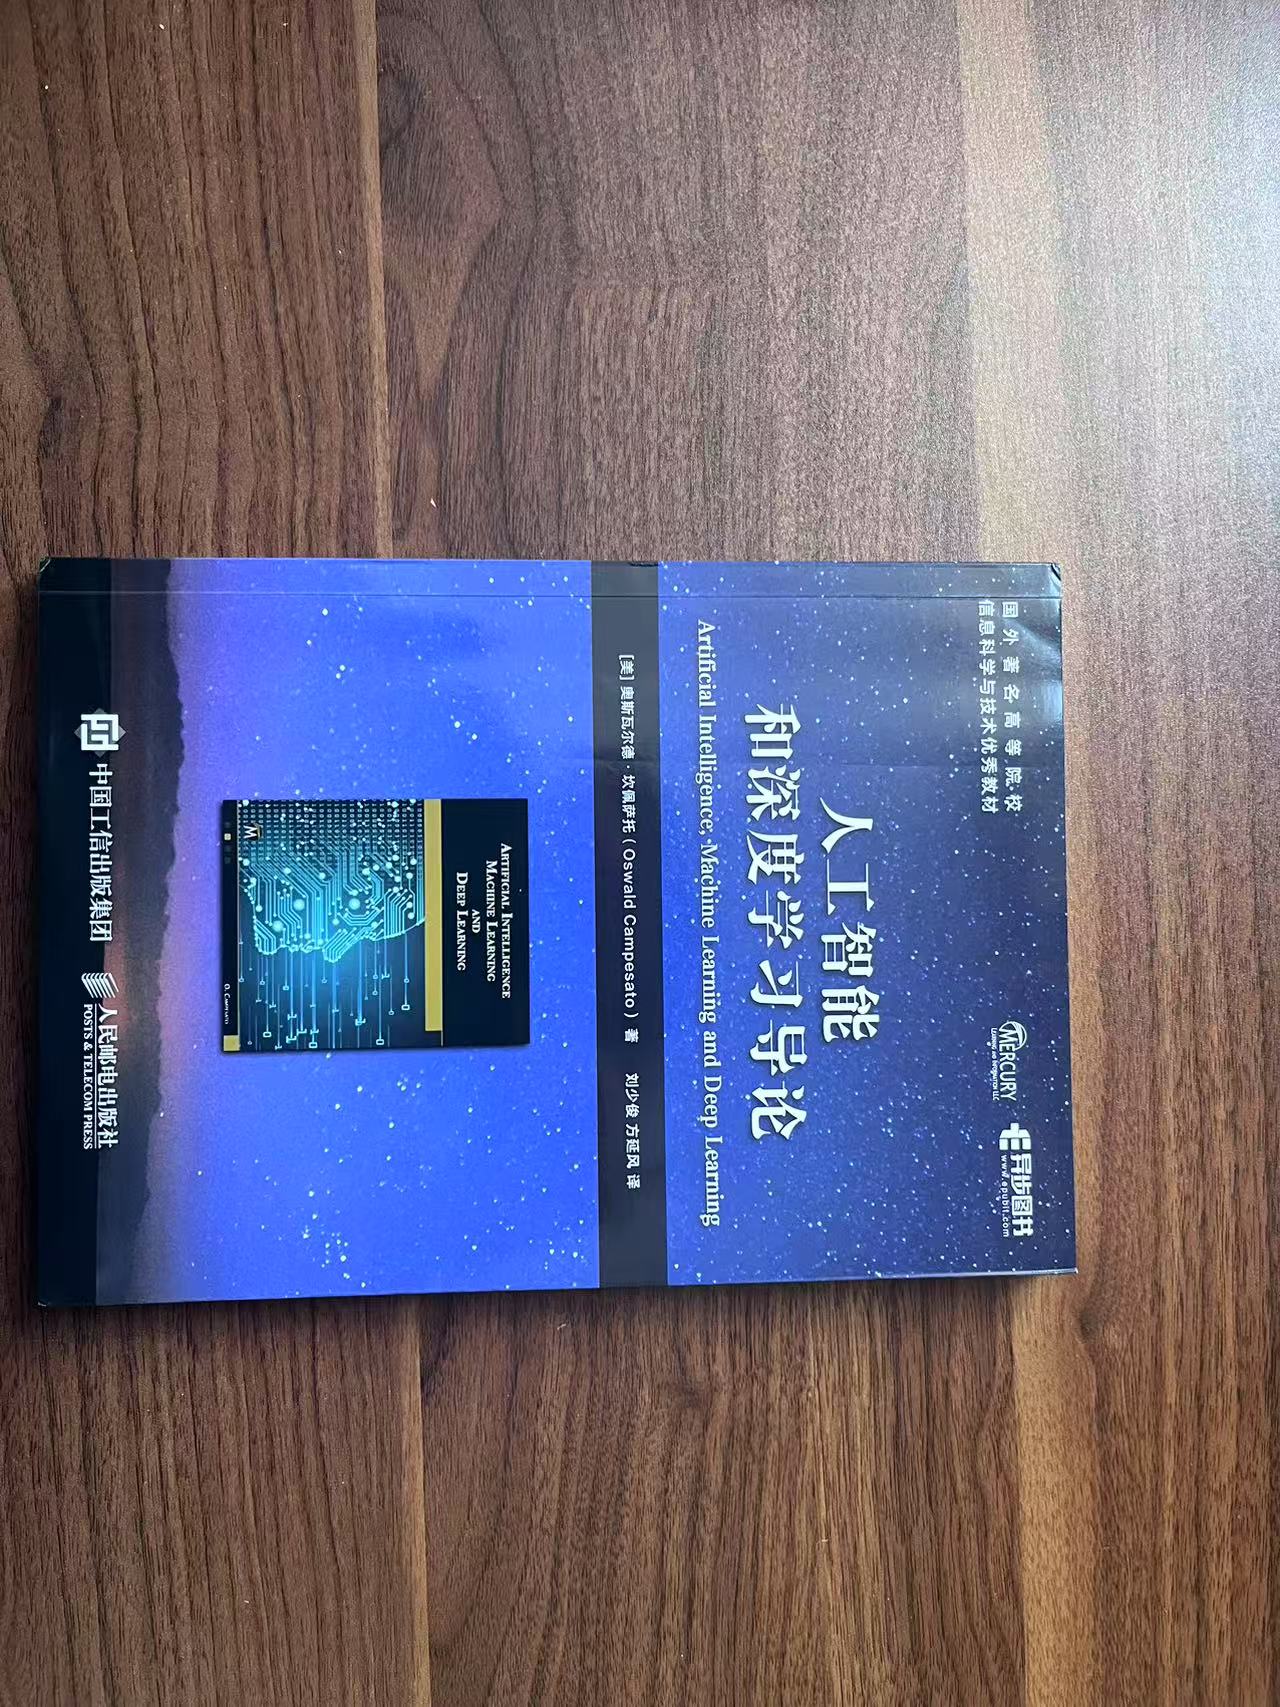 国外著名高等院校
信息科学与技术优秀教材
MERCURY
LEARNING AND INFORMATION LLC
异步图书
www.epubit.com
人工智能
和深度学习导论
Artificial Intelligence, Machine Learning and Deep Learning
[美] 奥斯瓦尔德·坎佩萨托（Oswald Campesato）著 刘少俊 方延风 译
ARTIFICIAL INTELLIGENCE
MACHINE LEARNING
AND
DEEP LEARNING
M
O. CAMPESATO
中国工信出版集团
人民邮电出版社
POSTS & TELECOM PRESS